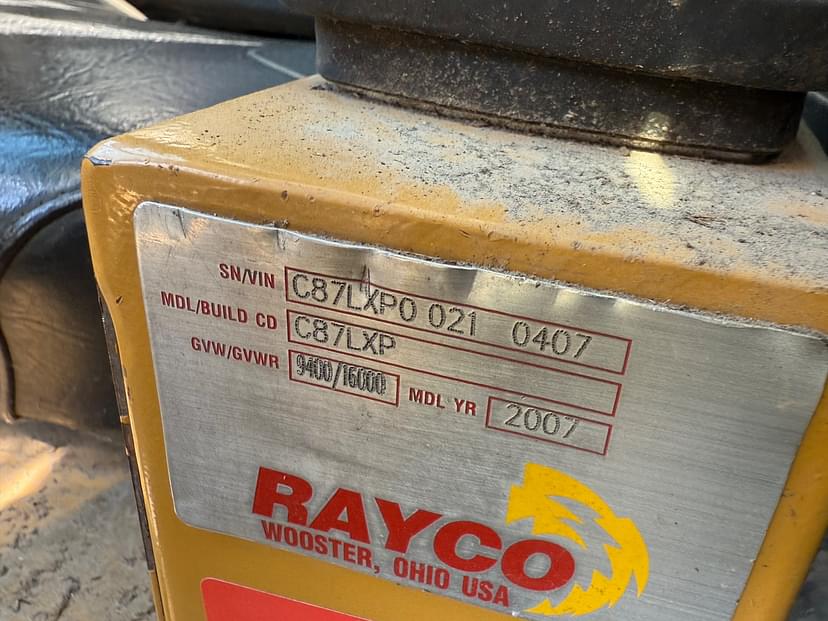 SN/VIN C87LXP0 021 0407
MDL/BUILD CD C87LXP
GVW/GVWR 9400/16000 MDL YR 2007
RAYCO
WOOSTER, OHIO USA